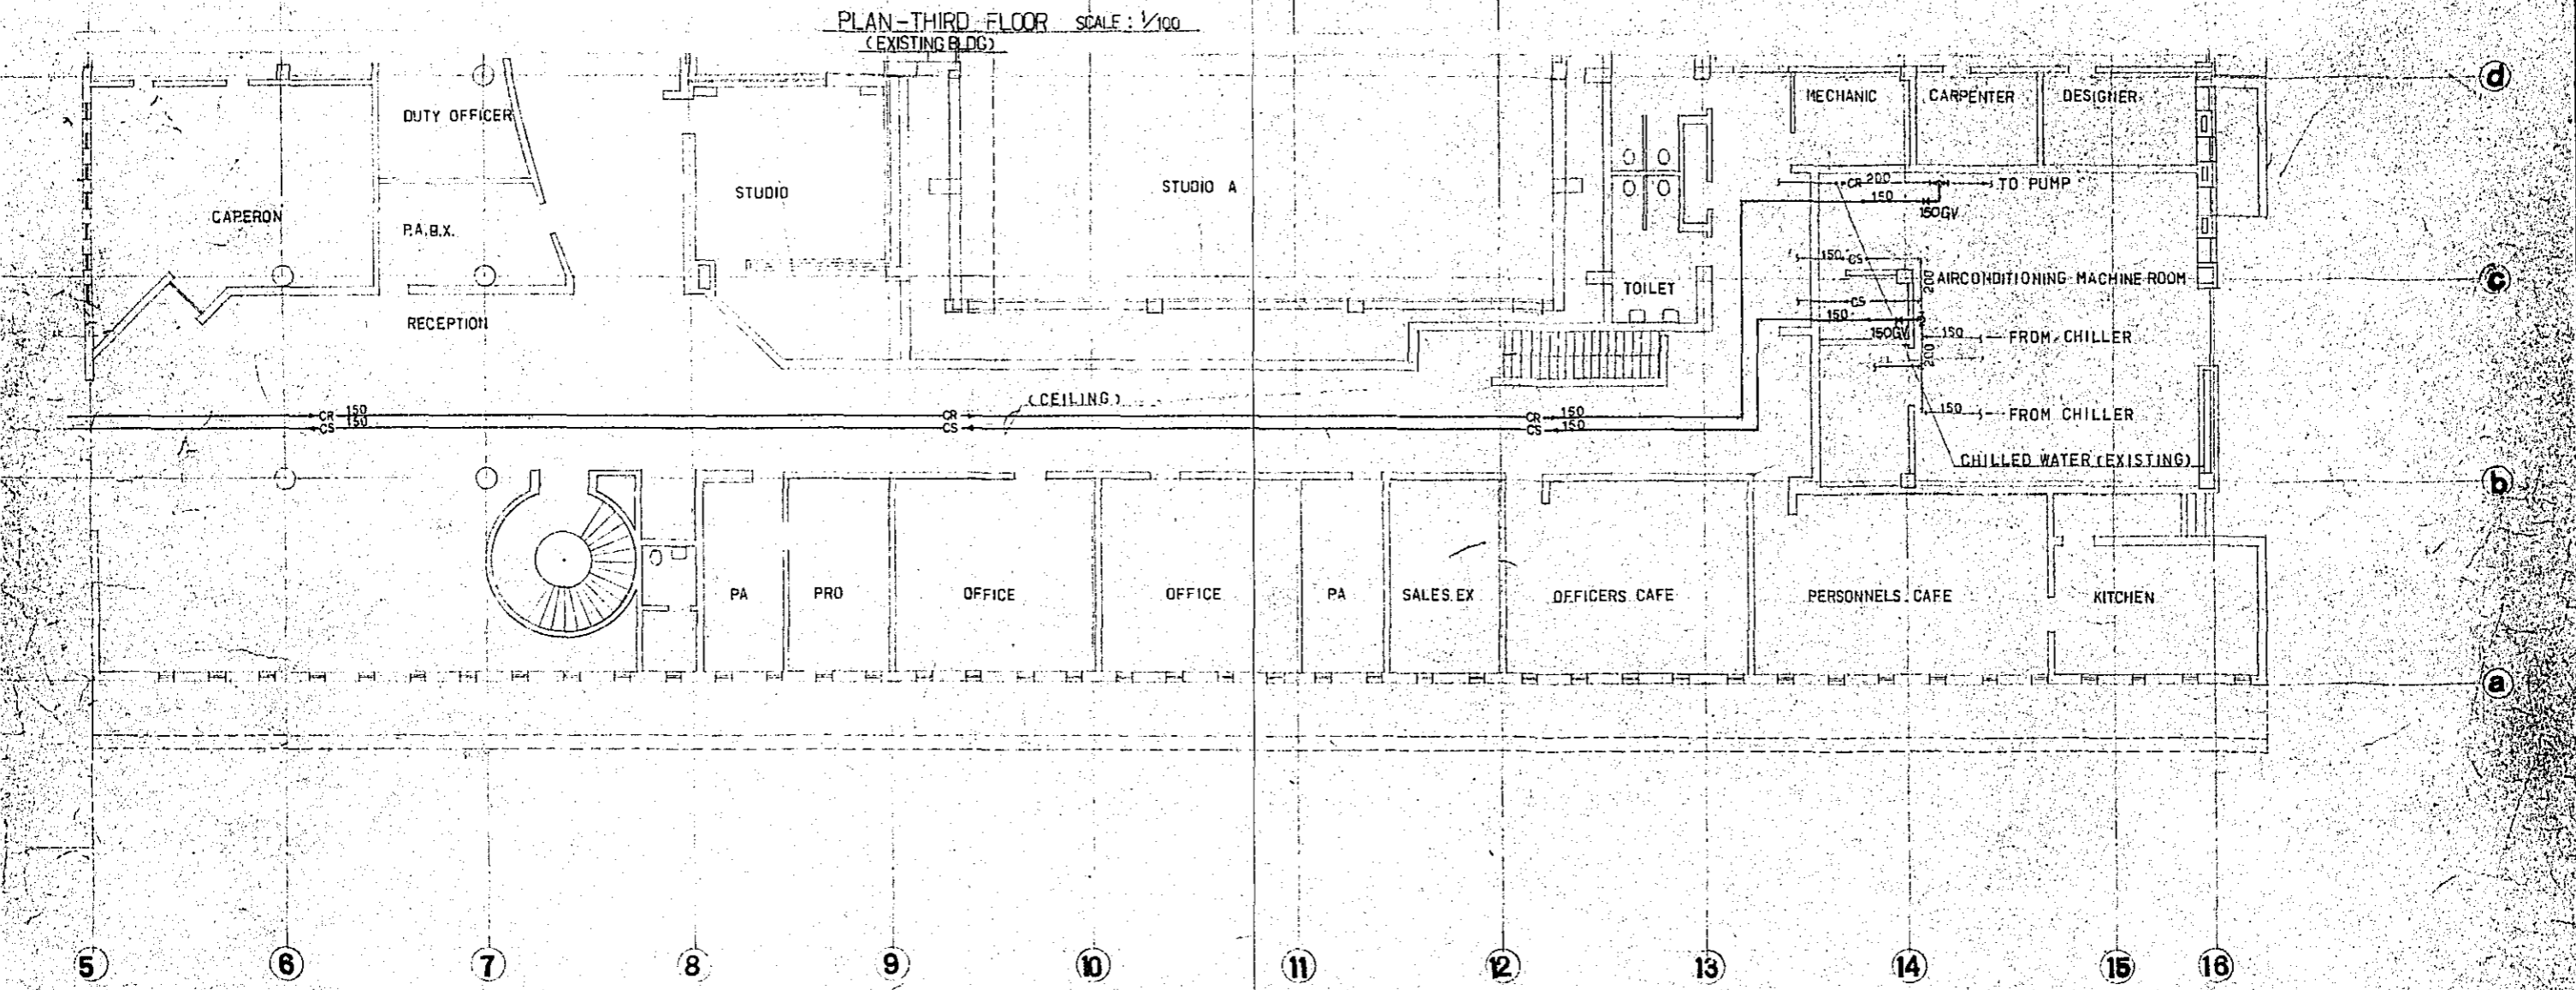 PLAN-THIRD FLOOR SCALE: 1/100
(EXISTING BLDG)
d
MECHANIC
CARPENTER
DESIGNER
DUTY OFFICER
STUDIO
STUDIO A
CR 200
TO PUMP
150
150GV
CAPERON
P.A.B.X.
150 CS
C
AIRCONDITIONING MACHINE ROOM
200
TOILET
CS
RECEPTION
150
150GV
150
FROM CHILLER
200
(CEILING)
CR 150
CS 150
CR
CS
CR 150
CS 150
150
FROM CHILLER
CHILLED WATER (EXISTING)
b
PA
PRO
OFFICE
OFFICE
PA
SALES.EX
OFFICERS CAFE
PERSONNELS CAFE
KITCHEN
a
5
6
7
8
9
10
11
12
13
14
15
16